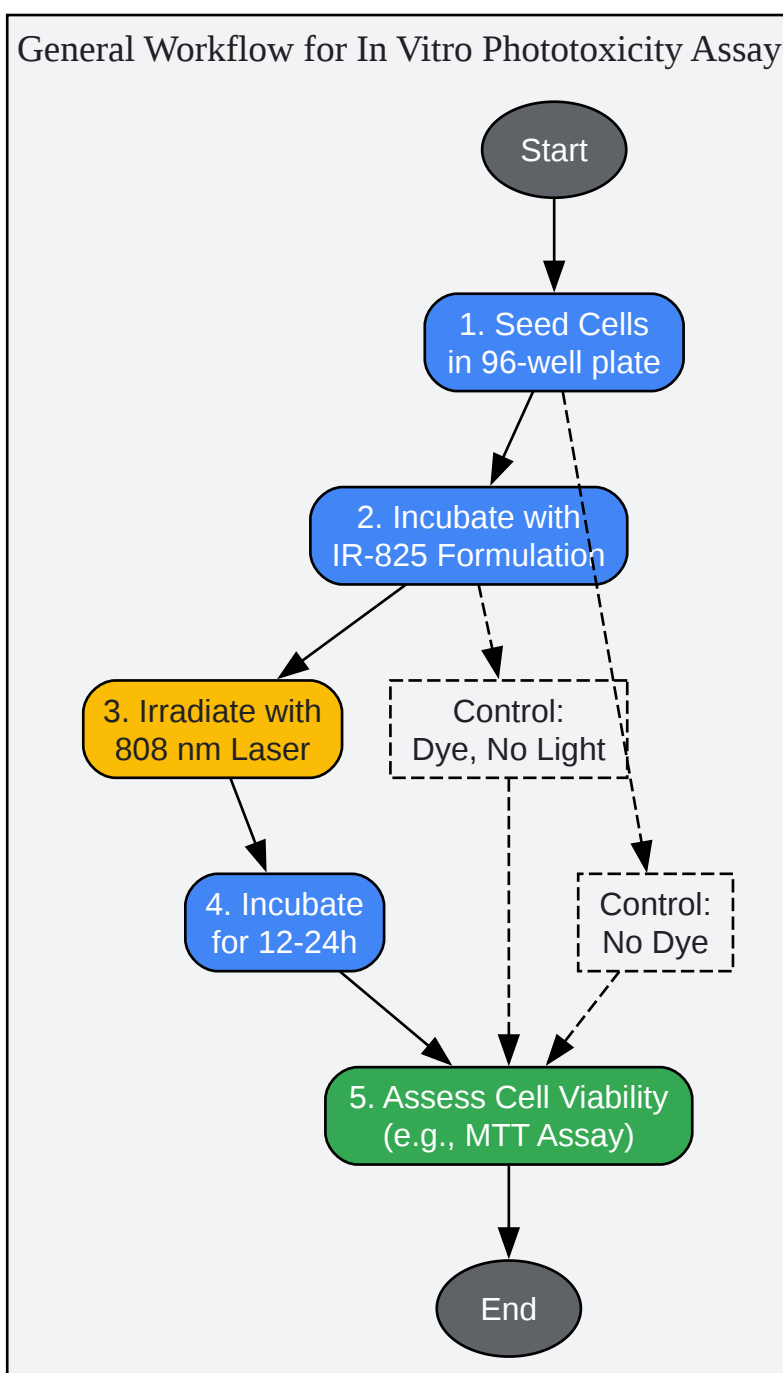 General Workflow for In Vitro Phototoxicity Assay
Start
1. Seed Cells
in 96-well plate
2. Incubate with
IR-825 Formulation
3. Irradiate with
808 nm Laser
Control:
Dye, No Light
4. Incubate
for 12-24h
Control:
No Dye
5. Assess Cell Viability
(e.g., MTT Assay)
End